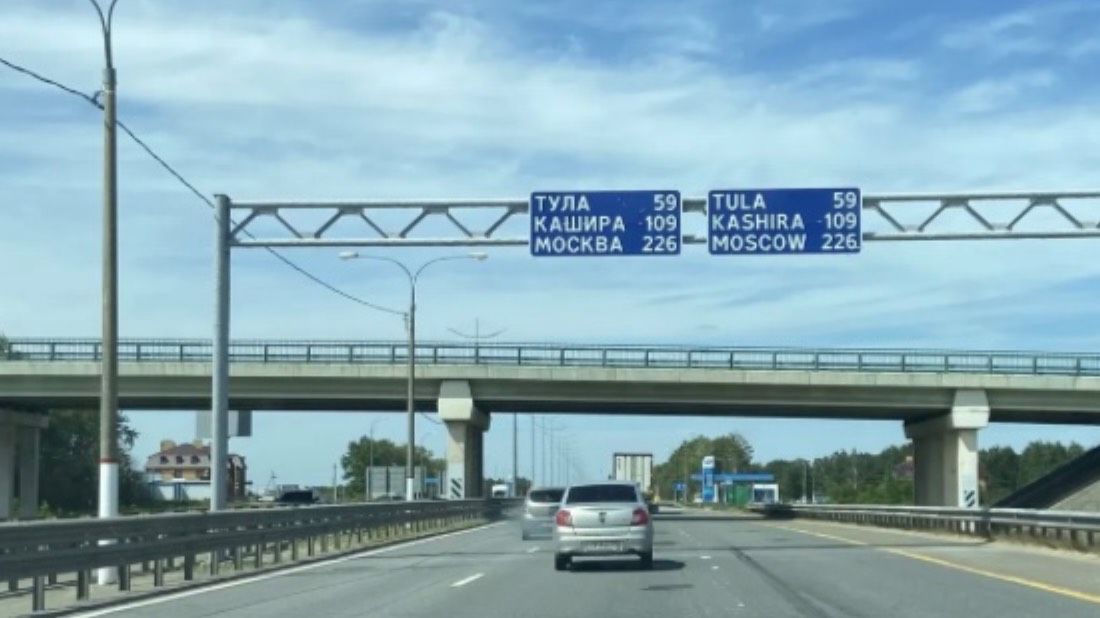 ТУЛА 59
КАШИРА 109
МОСКВА 226
TULA 59
KASHIRA 109
MOSCOW 226